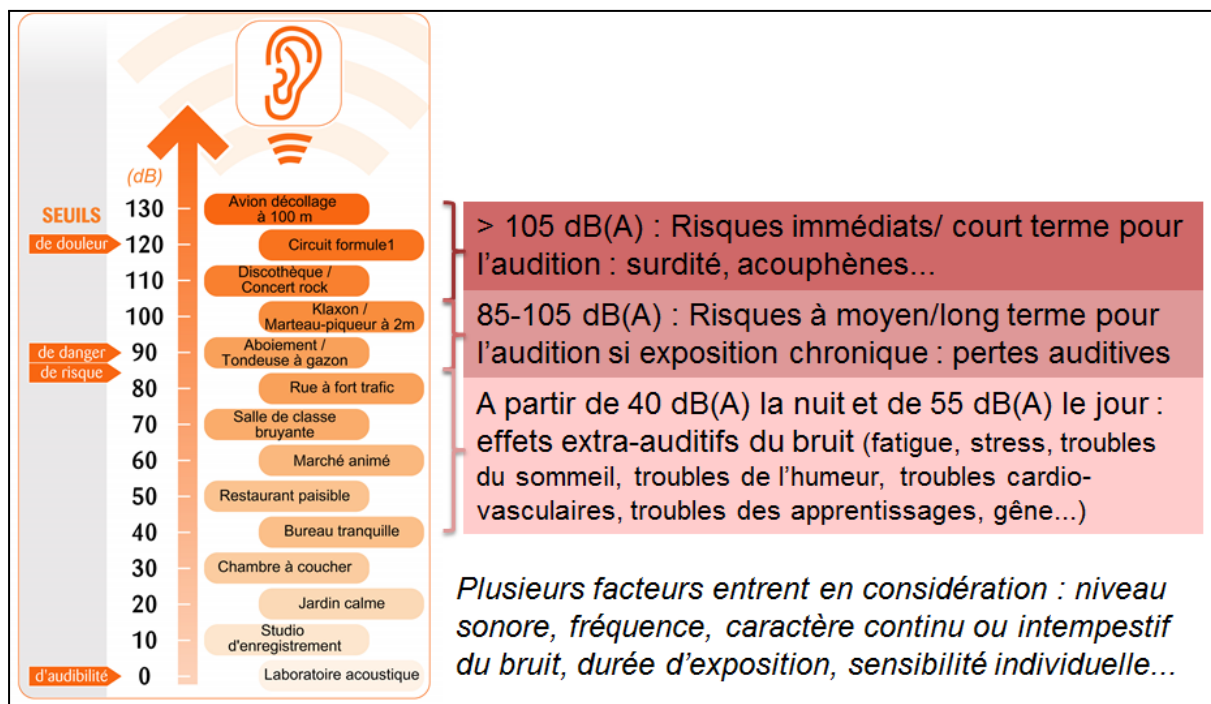 (dB)
SEUILS
130
Avion décollage
à 100 m
de douleur
120
Circuit formule1
110
Discothèque /
Concert rock
100
Klaxon /
Marteau-piqueur à 2m
de danger
90
Aboiement /
Tondeuse à gazon
de risque
80
Rue à fort trafic
70
Salle de classe
bruyante
60
Marché animé
50
Restaurant paisible
40
Bureau tranquille
30
Chambre à coucher
20
Jardin calme
10
Studio
d'enregistrement
d'audibilité
0
Laboratoire acoustique
> 105 dB(A) : Risques immédiats/ court terme pour
l'audition : surdité, acouphènes...
85-105 dB(A) : Risques à moyen/long terme pour
l'audition si exposition chronique : pertes auditives
A partir de 40 dB(A) la nuit et de 55 dB(A) le jour :
effets extra-auditifs du bruit (fatigue, stress, troubles
du sommeil, troubles de l'humeur, troubles cardio-
vasculaires, troubles des apprentissages, gêne...)
Plusieurs facteurs entrent en considération : niveau
sonore, fréquence, caractère continu ou intempestif
du bruit, durée d'exposition, sensibilité individuelle...